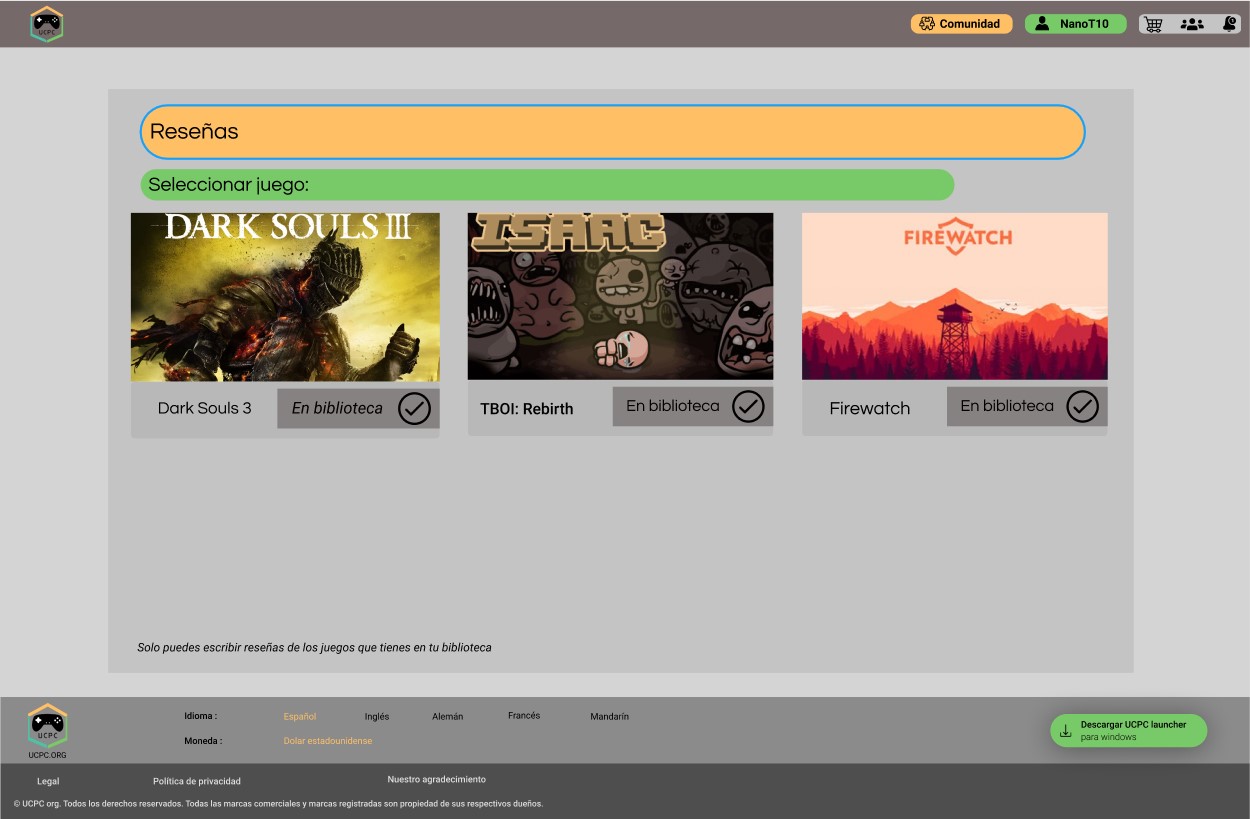 UCPC
Comunidad
NanoT10
Reseñas
Seleccionar juego:
DARK SOULS III
ISAAC
FIREWATCH
Dark Souls 3
En biblioteca
TBOI: Rebirth
En biblioteca
Firewatch
En biblioteca
Solo puedes escribir reseñas de los juegos que tienes en tu biblioteca
UCPC
UCPC.ORG
Idioma :
Español
Inglés
Alemán
Francés
Mandarín
Moneda :
Dolar estadounidense
Descargar UCPC launcher
para windows
Legal
Política de privacidad
Nuestro agradecimiento
© UCPC org. Todos los derechos reservados. Todas las marcas comerciales y marcas registradas son propiedad de sus respectivos dueños.